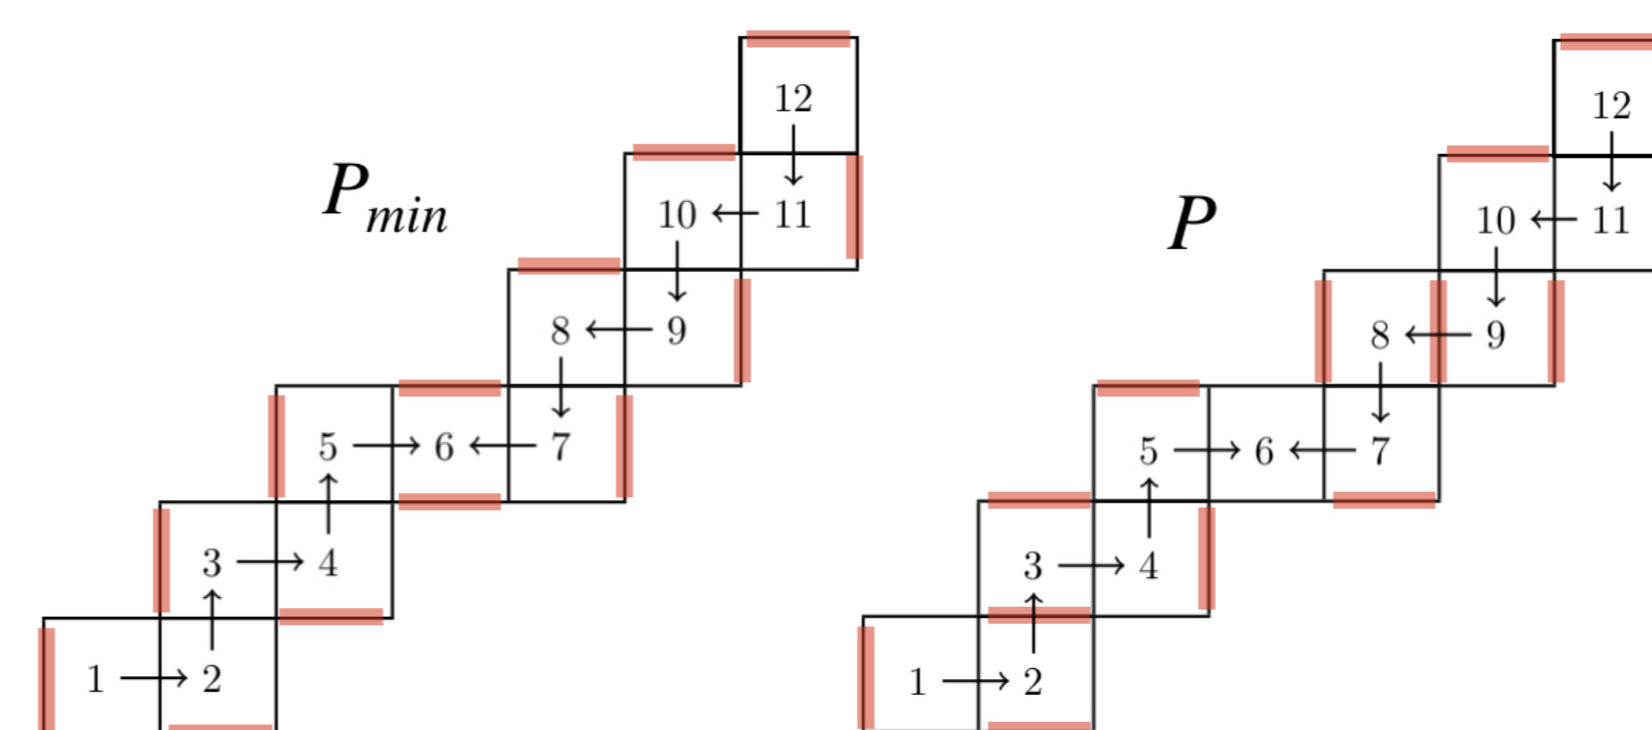 12 12
P_min P
10 ← 11 10 ← 11
8 ← 9 8 ← 9
5 → 6 ← 7 5 → 6 ← 7
3 → 4 3 → 4
1 → 2 1 → 2